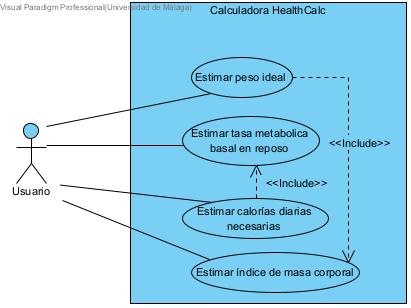 Visual Paradigm Professional(Universidad de Málaga)
Calculadora HealthCalc
Estimar peso ideal
Estimar tasa metabolica
basal en reposo
<<Include>>
<<Include>>
Usuario
Estimar calorías diarias
necesarias
Estimar índice de masa corporal